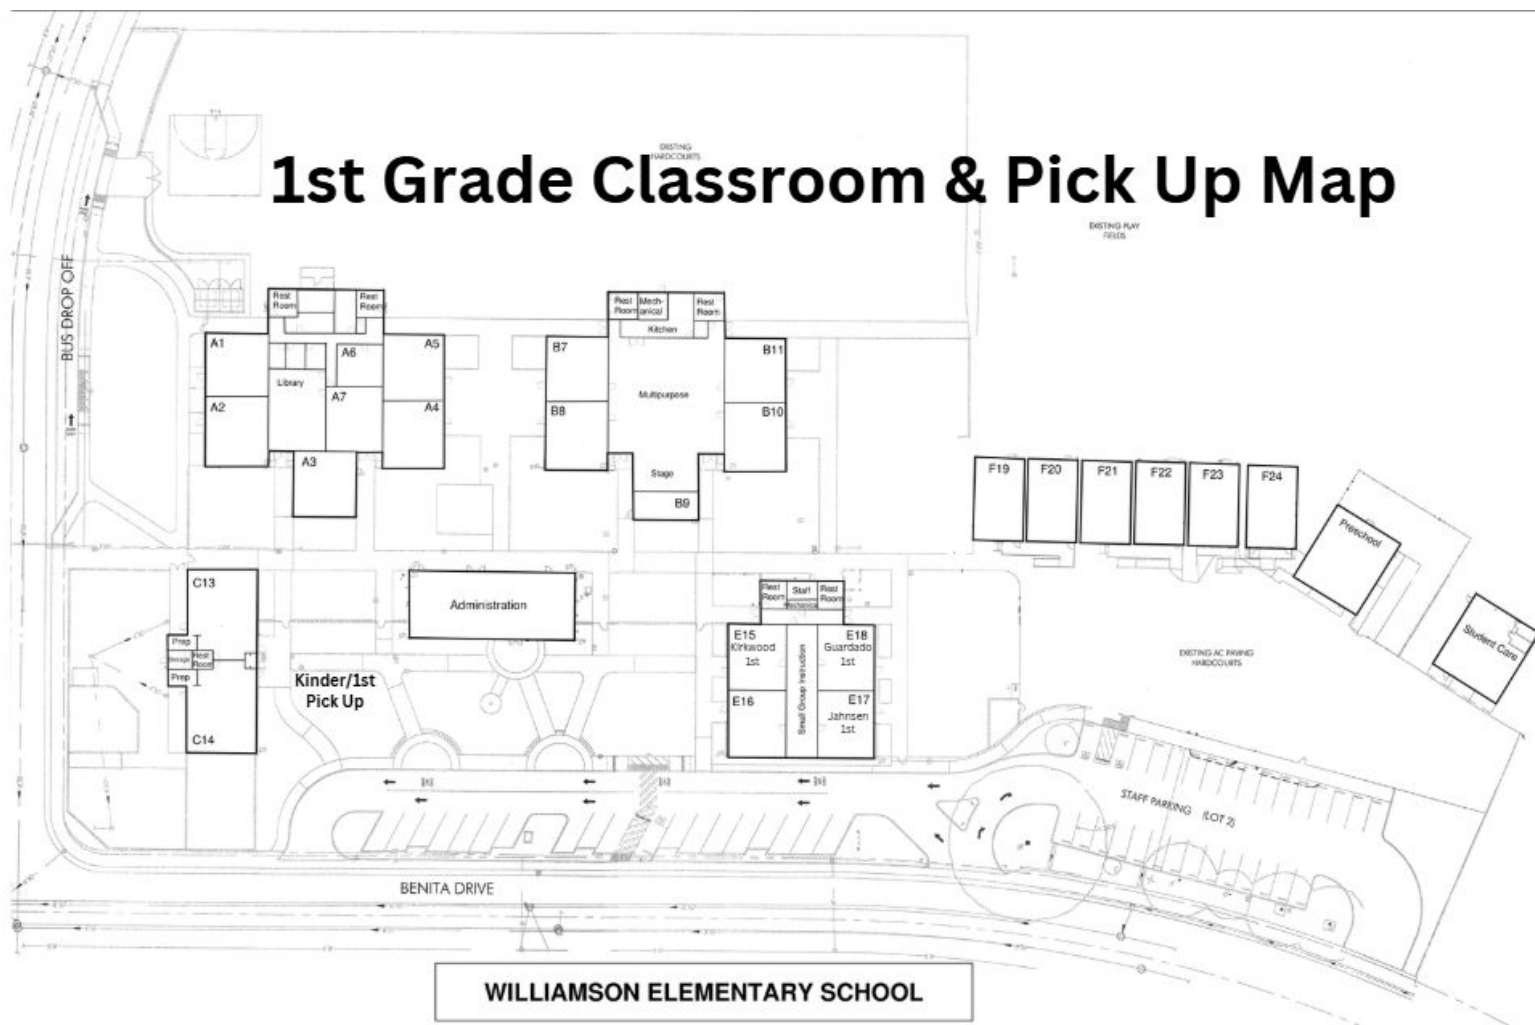 EXISTING
HARDCOURTS
1st Grade Classroom & Pick Up Map
EXISTING PLAY
FIELDS
BUS DROP OFF
Rest
Room
Rest
Room
A1
A2
Library
A6
A7
A5
A4
A3
Rest
Room
Mech-
anical
Rest
Room
Kitchen
B7
B8
Multipurpose
B11
B10
Stage
B9
F19
F20
F21
F22
F23
F24
Preschool
Student Care
C13
Prep
Storage
Rest
Room
Prep
C14
Administration
Kinder/1st
Pick Up
Rest
Room
Staff
Mechanical
Rest
Room
E15
Kirkwood
1st
E16
Small Group Instruction
E18
Guardado
1st
E17
Jahnsen
1st
EXISTING AC PAVING
HARDCOURTS
STAFF PARKING (LOT 2)
BENITA DRIVE
WILLIAMSON ELEMENTARY SCHOOL